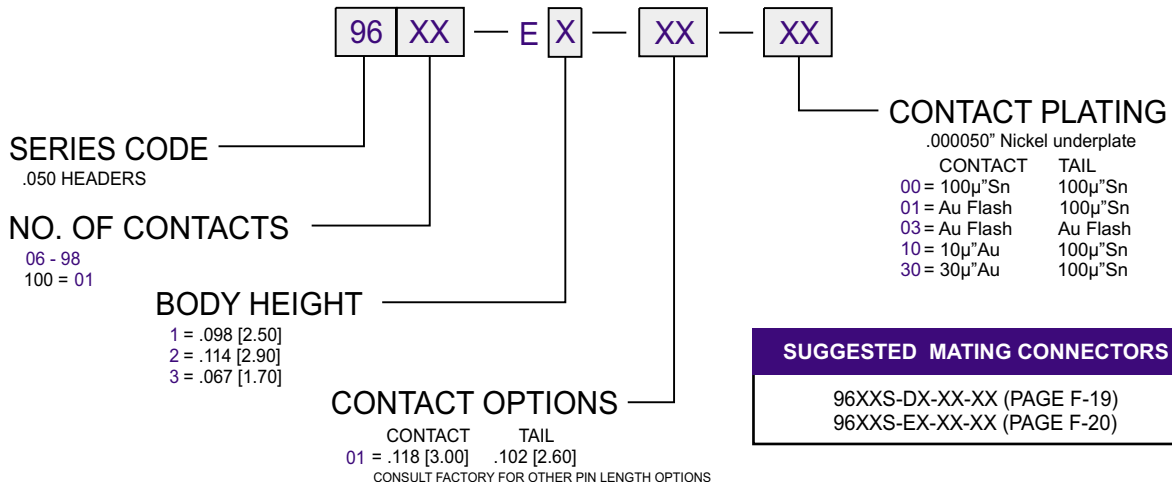 96 XX — E X — XX — XX
SERIES CODE
.050 HEADERS
NO. OF CONTACTS
06 - 98
100 = 01
BODY HEIGHT
1 = .098 [2.50]
2 = .114 [2.90]
3 = .067 [1.70]
CONTACT OPTIONS
CONTACT TAIL
01 = .118 [3.00] .102 [2.60]
CONSULT FACTORY FOR OTHER PIN LENGTH OPTIONS
CONTACT PLATING
.000050” Nickel underplate
CONTACT TAIL
00 = 100µ”Sn 100µ”Sn
01 = Au Flash 100µ”Sn
03 = Au Flash Au Flash
10 = 10µ”Au 100µ”Sn
30 = 30µ”Au 100µ”Sn
SUGGESTED MATING CONNECTORS
96XXS-DX-XX-XX (PAGE F-19)
96XXS-EX-XX-XX (PAGE F-20)